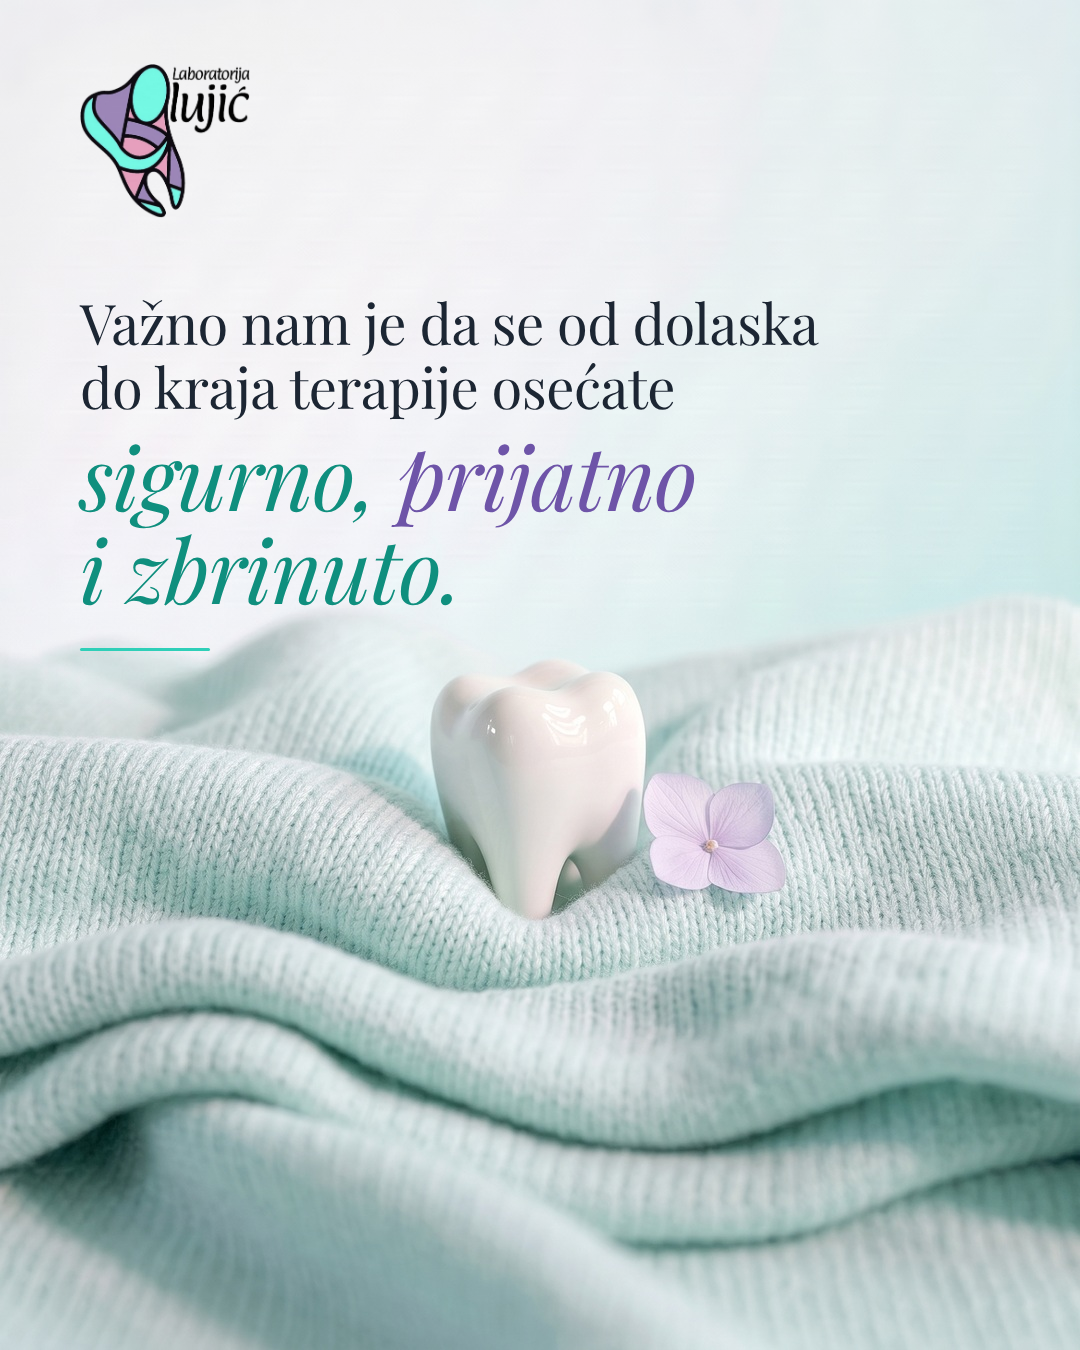 Laboratorija
lujić
Važno nam je da se od dolaska
do kraja terapije osećate
sigurno, prijatno
i zbrinuto.